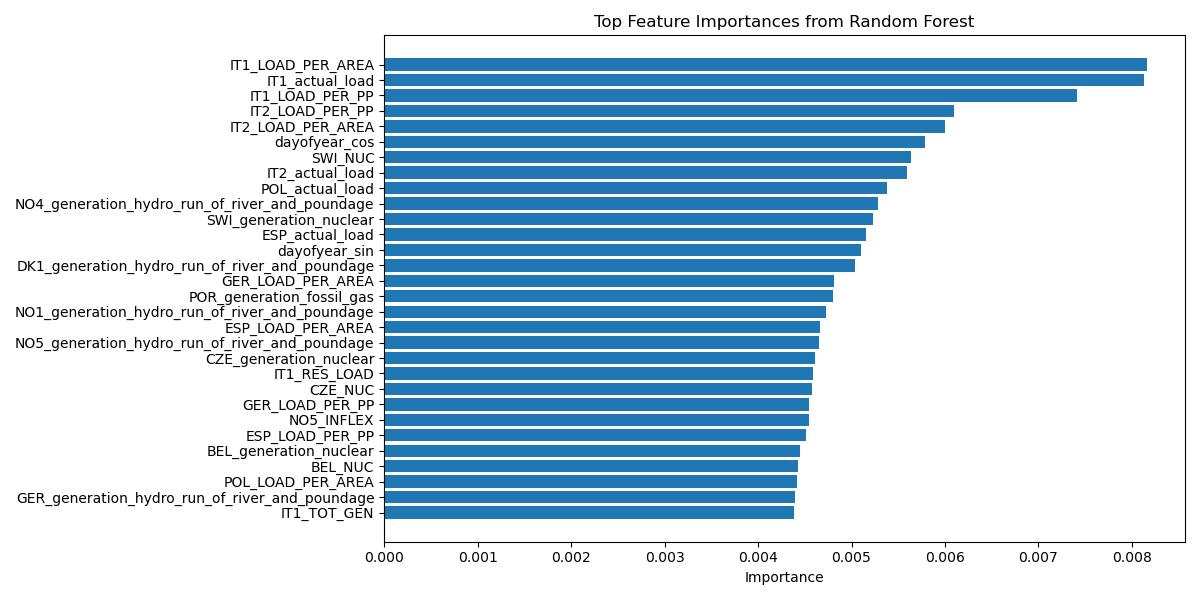 Top Feature Importances from Random Forest
IT1_LOAD_PER_AREA
IT1_actual_load
IT1_LOAD_PER_PP
IT2_LOAD_PER_PP
IT2_LOAD_PER_AREA
dayofyear_cos
SWI_NUC
IT2_actual_load
POL_actual_load
NO4_generation_hydro_run_of_river_and_poundage
SWI_generation_nuclear
ESP_actual_load
dayofyear_sin
DK1_generation_hydro_run_of_river_and_poundage
GER_LOAD_PER_AREA
POR_generation_fossil_gas
NO1_generation_hydro_run_of_river_and_poundage
ESP_LOAD_PER_AREA
NO5_generation_hydro_run_of_river_and_poundage
CZE_generation_nuclear
IT1_RES_LOAD
CZE_NUC
GER_LOAD_PER_PP
NO5_INFLEX
ESP_LOAD_PER_PP
BEL_generation_nuclear
BEL_NUC
POL_LOAD_PER_AREA
GER_generation_hydro_run_of_river_and_poundage
IT1_TOT_GEN
0.000 0.001 0.002 0.003 0.004 0.005 0.006 0.007 0.008
Importance